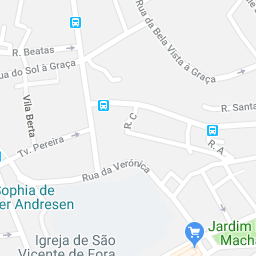 R. Beatas
Rua da Bela Vista à Graça
ua do Sol à Graça
Vila Berta
R. C
R. Santa
Tv. Pereira
R. A
Rua da Verónica
Sophia de
er Andresen
Jardim
Macha
Igreja de São
Vicente de Fora